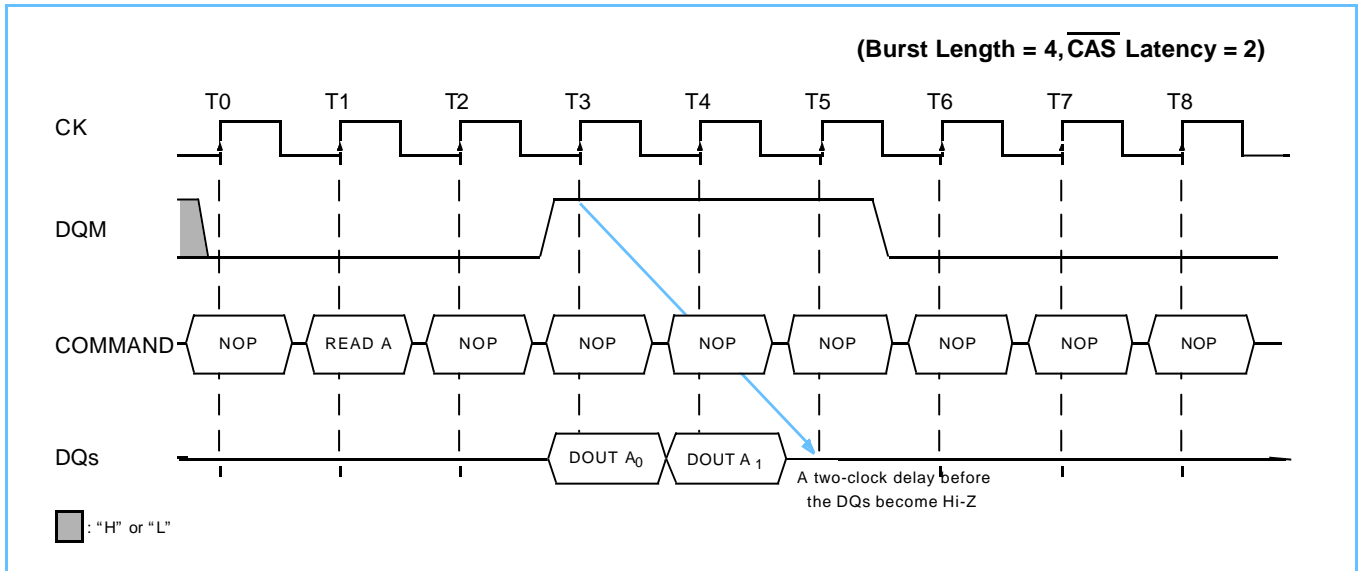 (Burst Length = 4, CAS Latency = 2)
T0 T1 T2 T3 T4 T5 T6 T7 T8
CK
DQM
COMMAND NOP READ A NOP NOP NOP NOP NOP NOP NOP
DQs DOUT A0 DOUT A 1
A two-clock delay before
the DQs become Hi-Z
: “H” or “L”